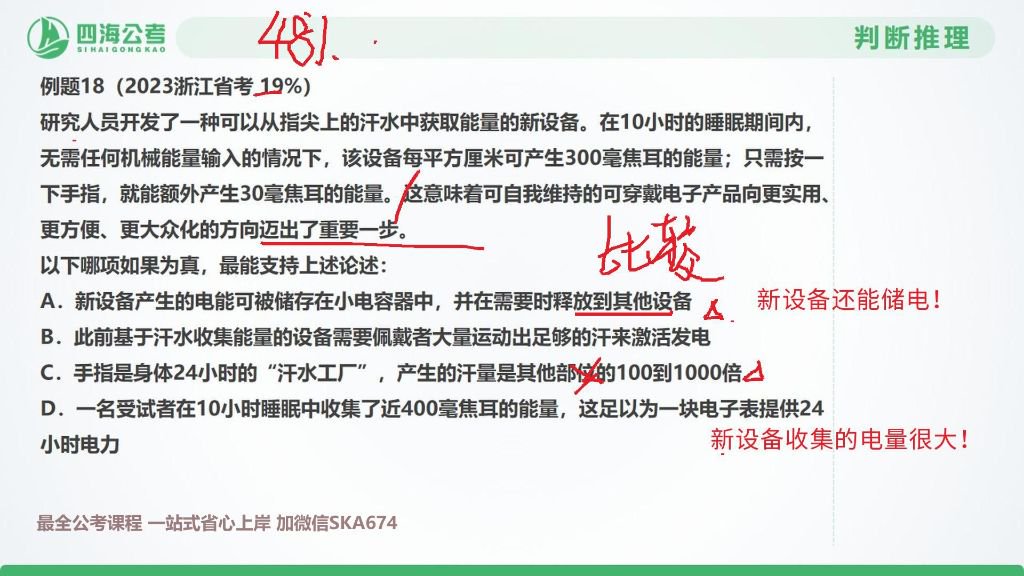 四海公考
SIHAIGONGKAO
48%.
判断推理
例题18（2023浙江省考 19%）
研究人员开发了一种可以从指尖上的汗水中获取能量的新设备。在10小时的睡眠期间内，
无需任何机械能量输入的情况下，该设备每平方厘米可产生300毫焦耳的能量；只需按一
下手指，就能额外产生30毫焦耳的能量。这意味着可自我维持的可穿戴电子产品向更实用、
更方便、更大众化的方向迈出了重要一步。
比较
以下哪项如果为真，最能支持上述论述：
A．新设备产生的电能可被储存在小电容器中，并在需要时释放到其他设备
新设备还能储电！
B．此前基于汗水收集能量的设备需要佩戴者大量运动出足够的汗来激活发电
C．手指是身体24小时的“汗水工厂”，产生的汗量是其他部位的100到1000倍
D．一名受试者在10小时睡眠中收集了近400毫焦耳的能量，这足以为一块电子表提供24
小时电力
新设备收集的电量很大！
最全公考课程 一站式省心上岸 加微信SKA674